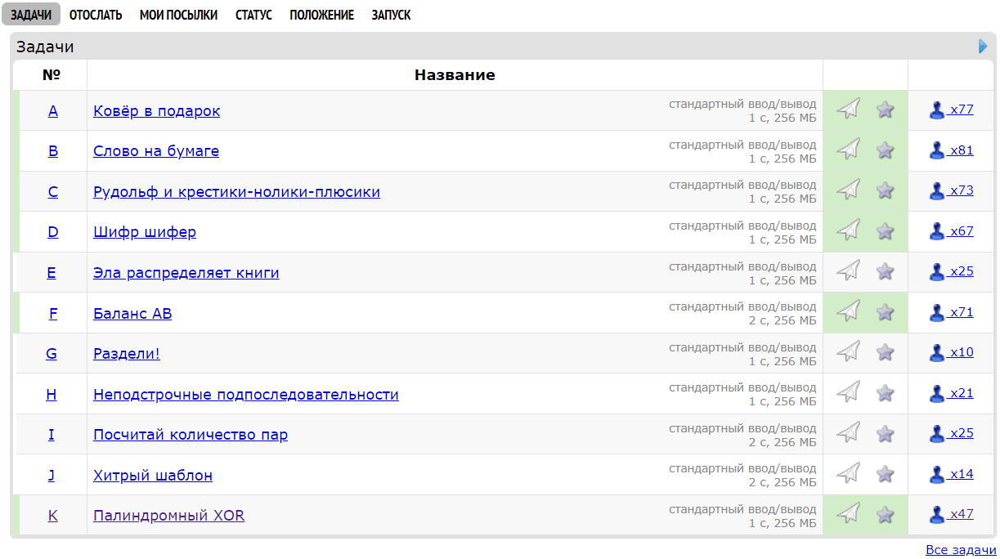 ЗАДАЧИ ОТОСЛАТЬ МОИ ПОСЫЛКИ СТАТУС ПОЛОЖЕНИЕ ЗАПУСК
Задачи
№ Название
A Ковёр в подарок стандартный ввод/вывод x77
1 с, 256 МБ
B Слово на бумаге стандартный ввод/вывод x81
1 с, 256 МБ
C Рудольф и крестики-нолики-плюсики стандартный ввод/вывод x73
1 с, 256 МБ
D Шифр шифер стандартный ввод/вывод x67
1 с, 256 МБ
E Эла распределяет книги стандартный ввод/вывод x25
1 с, 256 МБ
F Баланс АВ стандартный ввод/вывод x71
2 с, 256 МБ
G Раздели! стандартный ввод/вывод x10
1 с, 256 МБ
H Неподстрочные подпоследовательности стандартный ввод/вывод x21
1 с, 256 МБ
I Посчитай количество пар стандартный ввод/вывод x25
2 с, 256 МБ
J Хитрый шаблон стандартный ввод/вывод x14
2 с, 256 МБ
K Палиндромный XOR стандартный ввод/вывод x47
1 с, 256 МБ
Все задачи